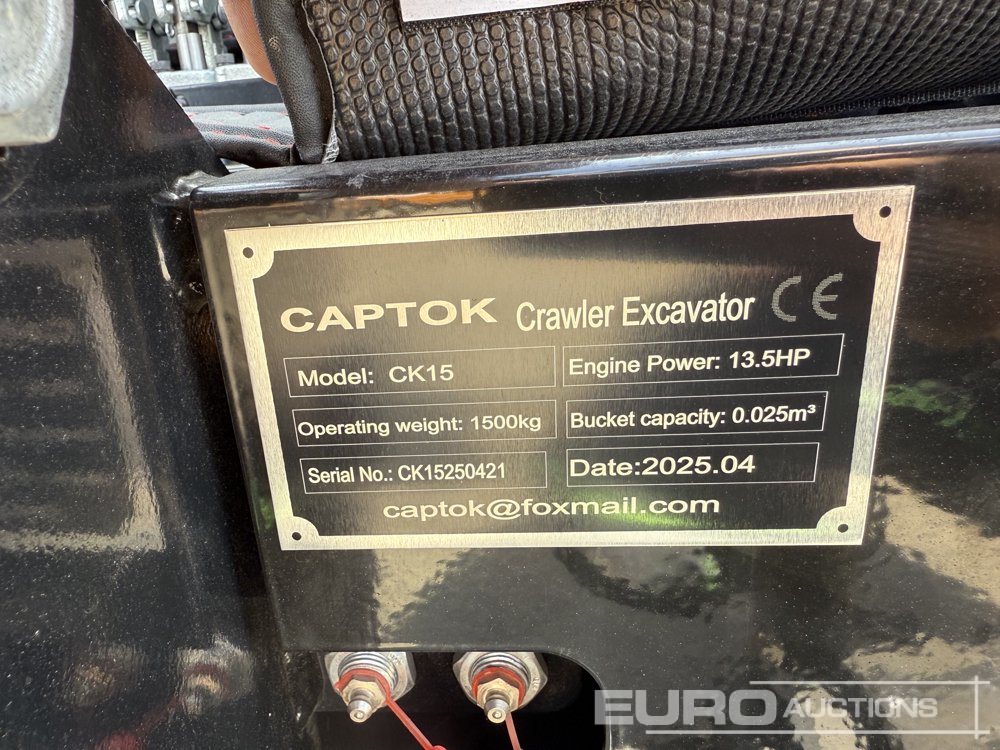 CAPTOK Crawler Excavator CE
Model: CK15 Engine Power: 13.5HP
Operating weight: 1500kg Bucket capacity: 0.025m³
Serial No.: CK15250421 Date:2025.04
captok@foxmail.com
EURO AUCTIONS